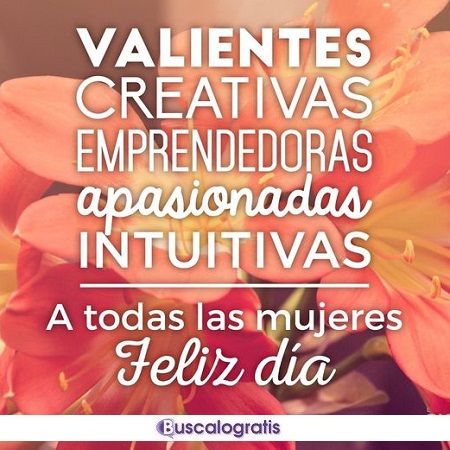 VALIENTES
CREATIVAS
EMPRENDEDORAS
apasionadas
INTUITIVAS
A todas las mujeres
Feliz día
Buscalogratis